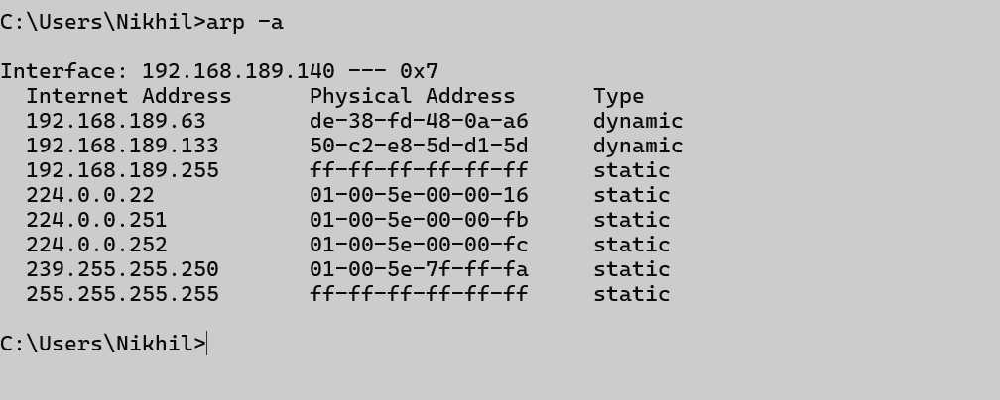 C:\Users\Nikhil>arp -a
Interface: 192.168.189.140 --- 0x7
  Internet Address      Physical Address      Type
  192.168.189.63        de-38-fd-48-0a-a6     dynamic
  192.168.189.133       50-c2-e8-5d-d1-5d     dynamic
  192.168.189.255       ff-ff-ff-ff-ff-ff     static
  224.0.0.22            01-00-5e-00-00-16     static
  224.0.0.251           01-00-5e-00-00-fb     static
  224.0.0.252           01-00-5e-00-00-fc     static
  239.255.255.250       01-00-5e-7f-ff-fa     static
  255.255.255.255       ff-ff-ff-ff-ff-ff     static
C:\Users\Nikhil>